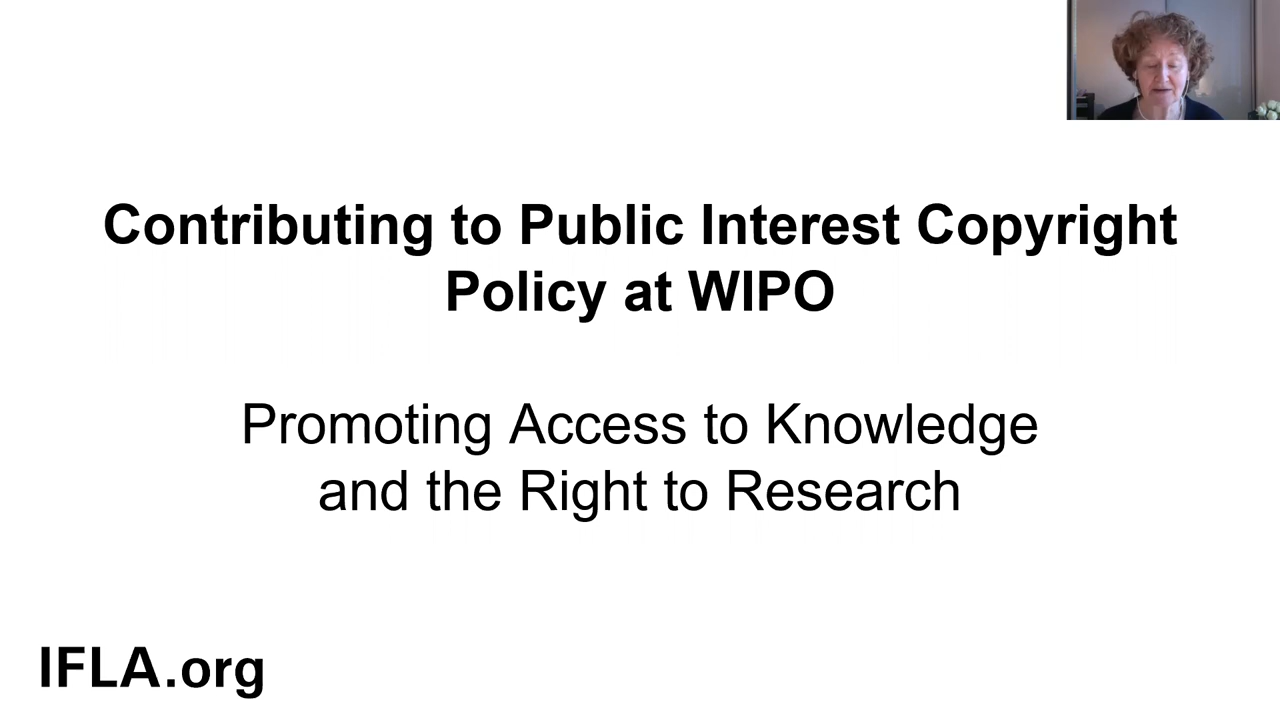 Contributing to Public Interest Copyright
Policy at WIPO
Promoting Access to Knowledge
and the Right to Research
IFLA.org